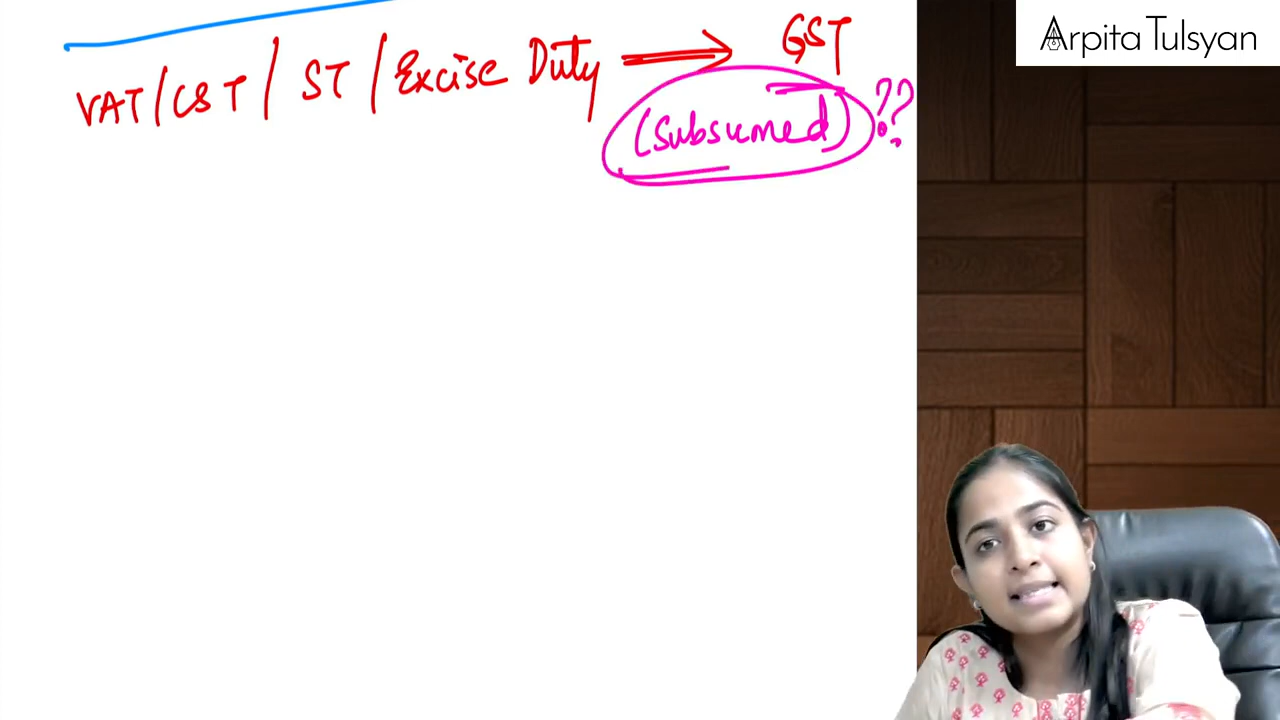 Arpita Tulsyan
VAT/CST/ ST/Excise Duty ⟹ GST
(Subsumed) ??